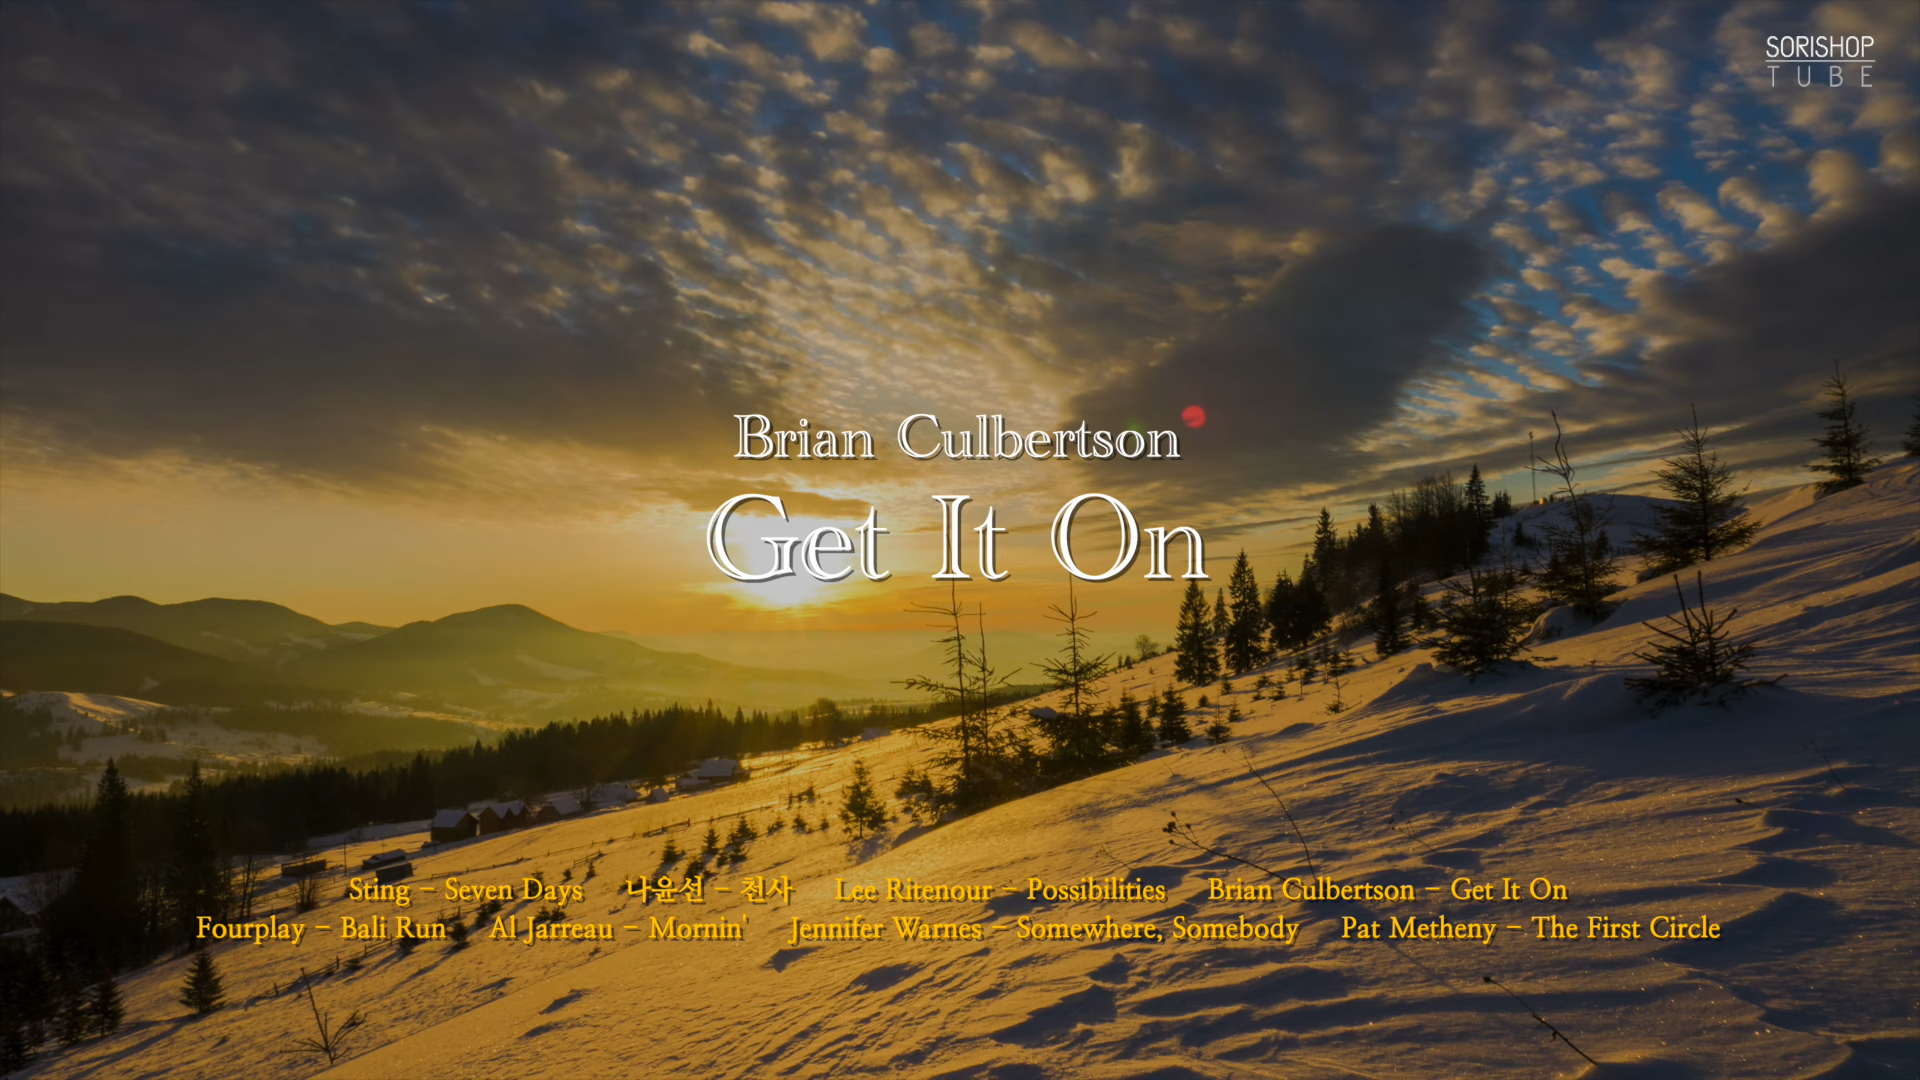 SORISHOP
TUBE
Brian Culbertson
Get It On
Sting - Seven Days 나윤선 - 천사 Lee Ritenour - Possibilities Brian Culbertson - Get It On
Fourplay - Bali Run Al Jarreau - Mornin' Jennifer Warnes - Somewhere, Somebody Pat Metheny - The First Circle